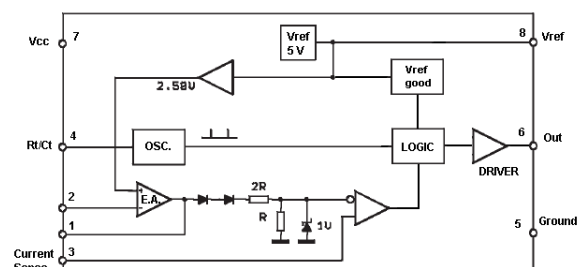 7
Vcc
Vref
5 V
8
Vref
2.58V
Vref
good
4
Rt/Ct
OSC.
LOGIC
6
Out
DRIVER
2
E.A.
2R
R
1V
1
5
Ground
3
Current
Sense